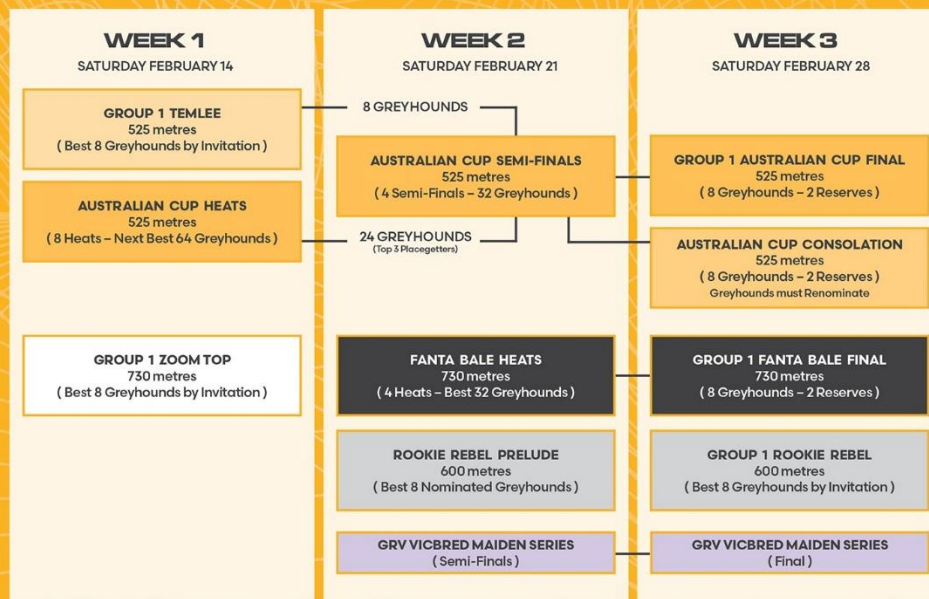 WEEK 1
SATURDAY FEBRUARY 14
GROUP 1 TEMLEE
525 metres
( Best 8 Greyhounds by Invitation )
AUSTRALIAN CUP HEATS
525 metres
( 8 Heats – Next Best 64 Greyhounds )
GROUP 1 ZOOM TOP
730 metres
( Best 8 Greyhounds by Invitation )
8 GREYHOUNDS
24 GREYHOUNDS
(Top 3 Placegetters)
WEEK 2
SATURDAY FEBRUARY 21
AUSTRALIAN CUP SEMI-FINALS
525 metres
( 4 Semi-Finals – 32 Greyhounds )
FANTA BALE HEATS
730 metres
( 4 Heats – Best 32 Greyhounds )
ROOKIE REBEL PRELUDE
600 metres
( Best 8 Nominated Greyhounds )
GRV VICBRED MAIDEN SERIES
( Semi-Finals )
WEEK 3
SATURDAY FEBRUARY 28
GROUP 1 AUSTRALIAN CUP FINAL
525 metres
( 8 Greyhounds – 2 Reserves )
AUSTRALIAN CUP CONSOLATION
525 metres
( 8 Greyhounds – 2 Reserves )
Greyhounds must Renominate
GROUP 1 FANTA BALE FINAL
730 metres
( 8 Greyhounds – 2 Reserves )
GROUP 1 ROOKIE REBEL
600 metres
( Best 8 Greyhounds by Invitation )
GRV VICBRED MAIDEN SERIES
( Final )